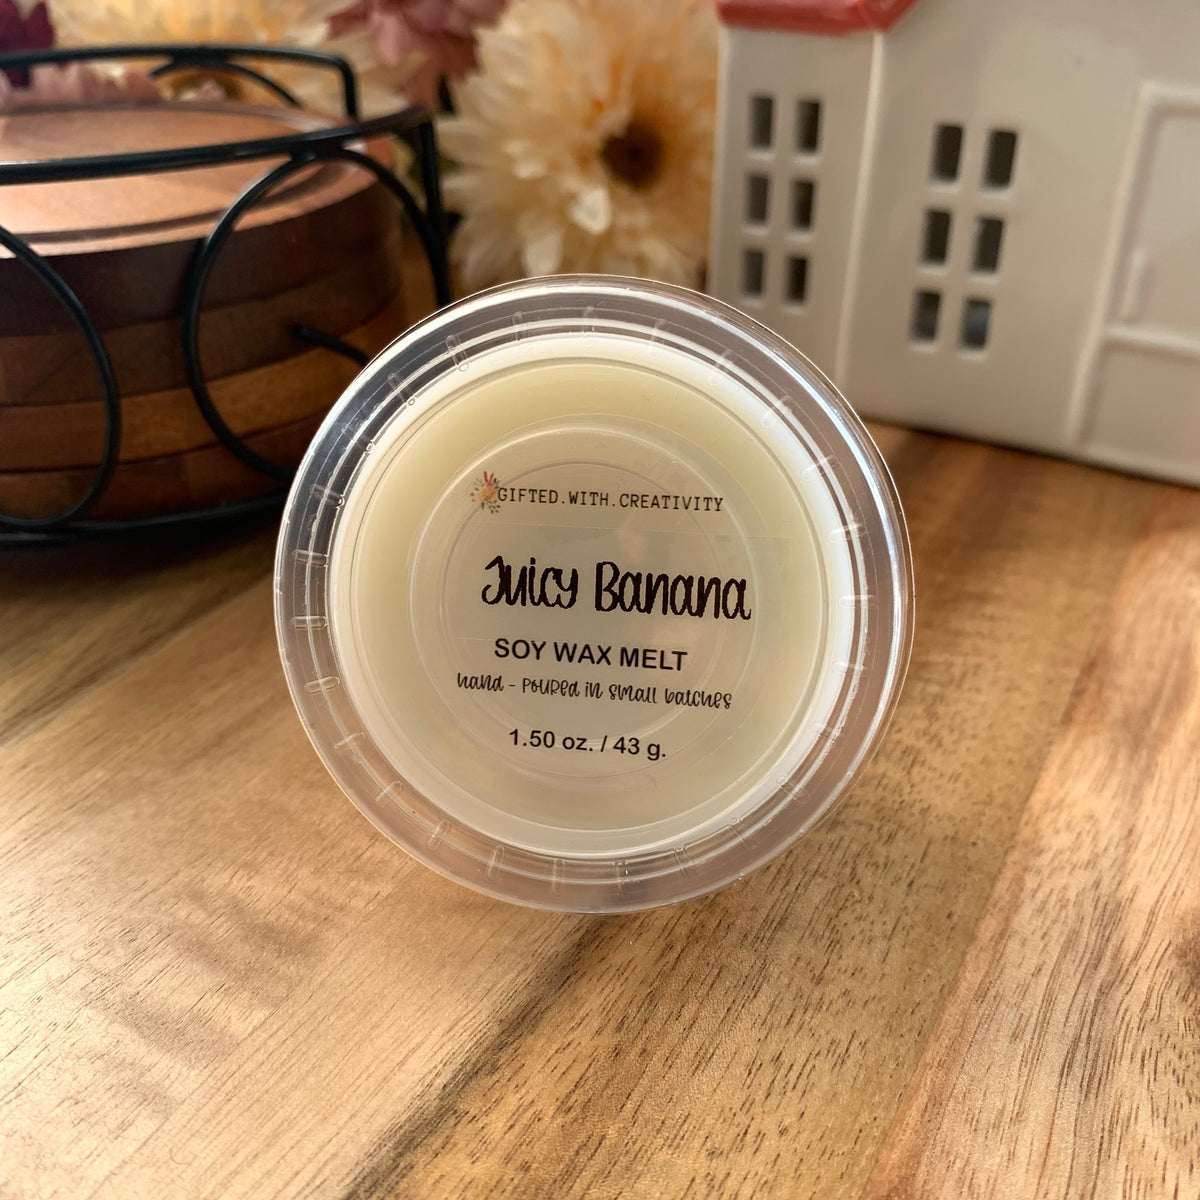 GIFTED.WITH.CREATIVITY
Juicy Banana
SOY WAX MELT
hand - poured in small batches
1.50 oz. / 43 g.